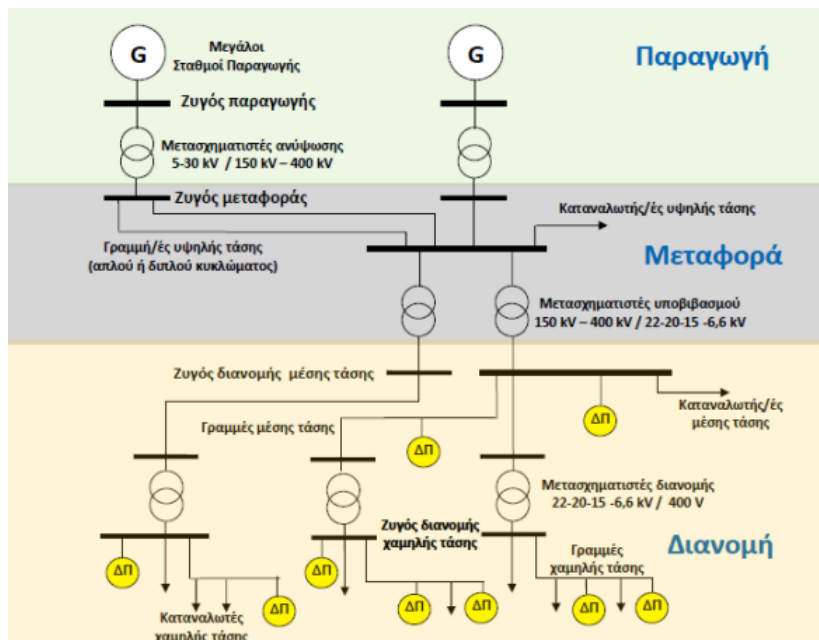 G
Μεγάλοι
Σταθμοί Παραγωγής
G
Παραγωγή
Ζυγός παραγωγής
Μετασχηματιστές ανύψωσης
5-30 kV / 150 kV – 400 kV
Ζυγός μεταφοράς
Καταναλωτής/ές υψηλής τάσης
Γραμμή/ές υψηλής τάσης
(απλού ή διπλού κυκλώματος)
Μεταφορά
Μετασχηματιστές υποβιβασμού
150 kV – 400 kV / 22-20-15 -6,6 kV
Ζυγός διανομής μέσης τάσης
Καταναλωτής/ές
μέσης τάσης
Γραμμές μέσης τάσης
ΔΠ
ΔΠ
Μετασχηματιστές διανομής
22-20-15 -6,6 kV / 400 V
Ζυγός διανομής
χαμηλής τάσης
Διανομή
Γραμμές
χαμηλής τάσης
ΔΠ
ΔΠ
ΔΠ
ΔΠ
ΔΠ
ΔΠ
ΔΠ
Καταναλωτές
χαμηλής τάσης